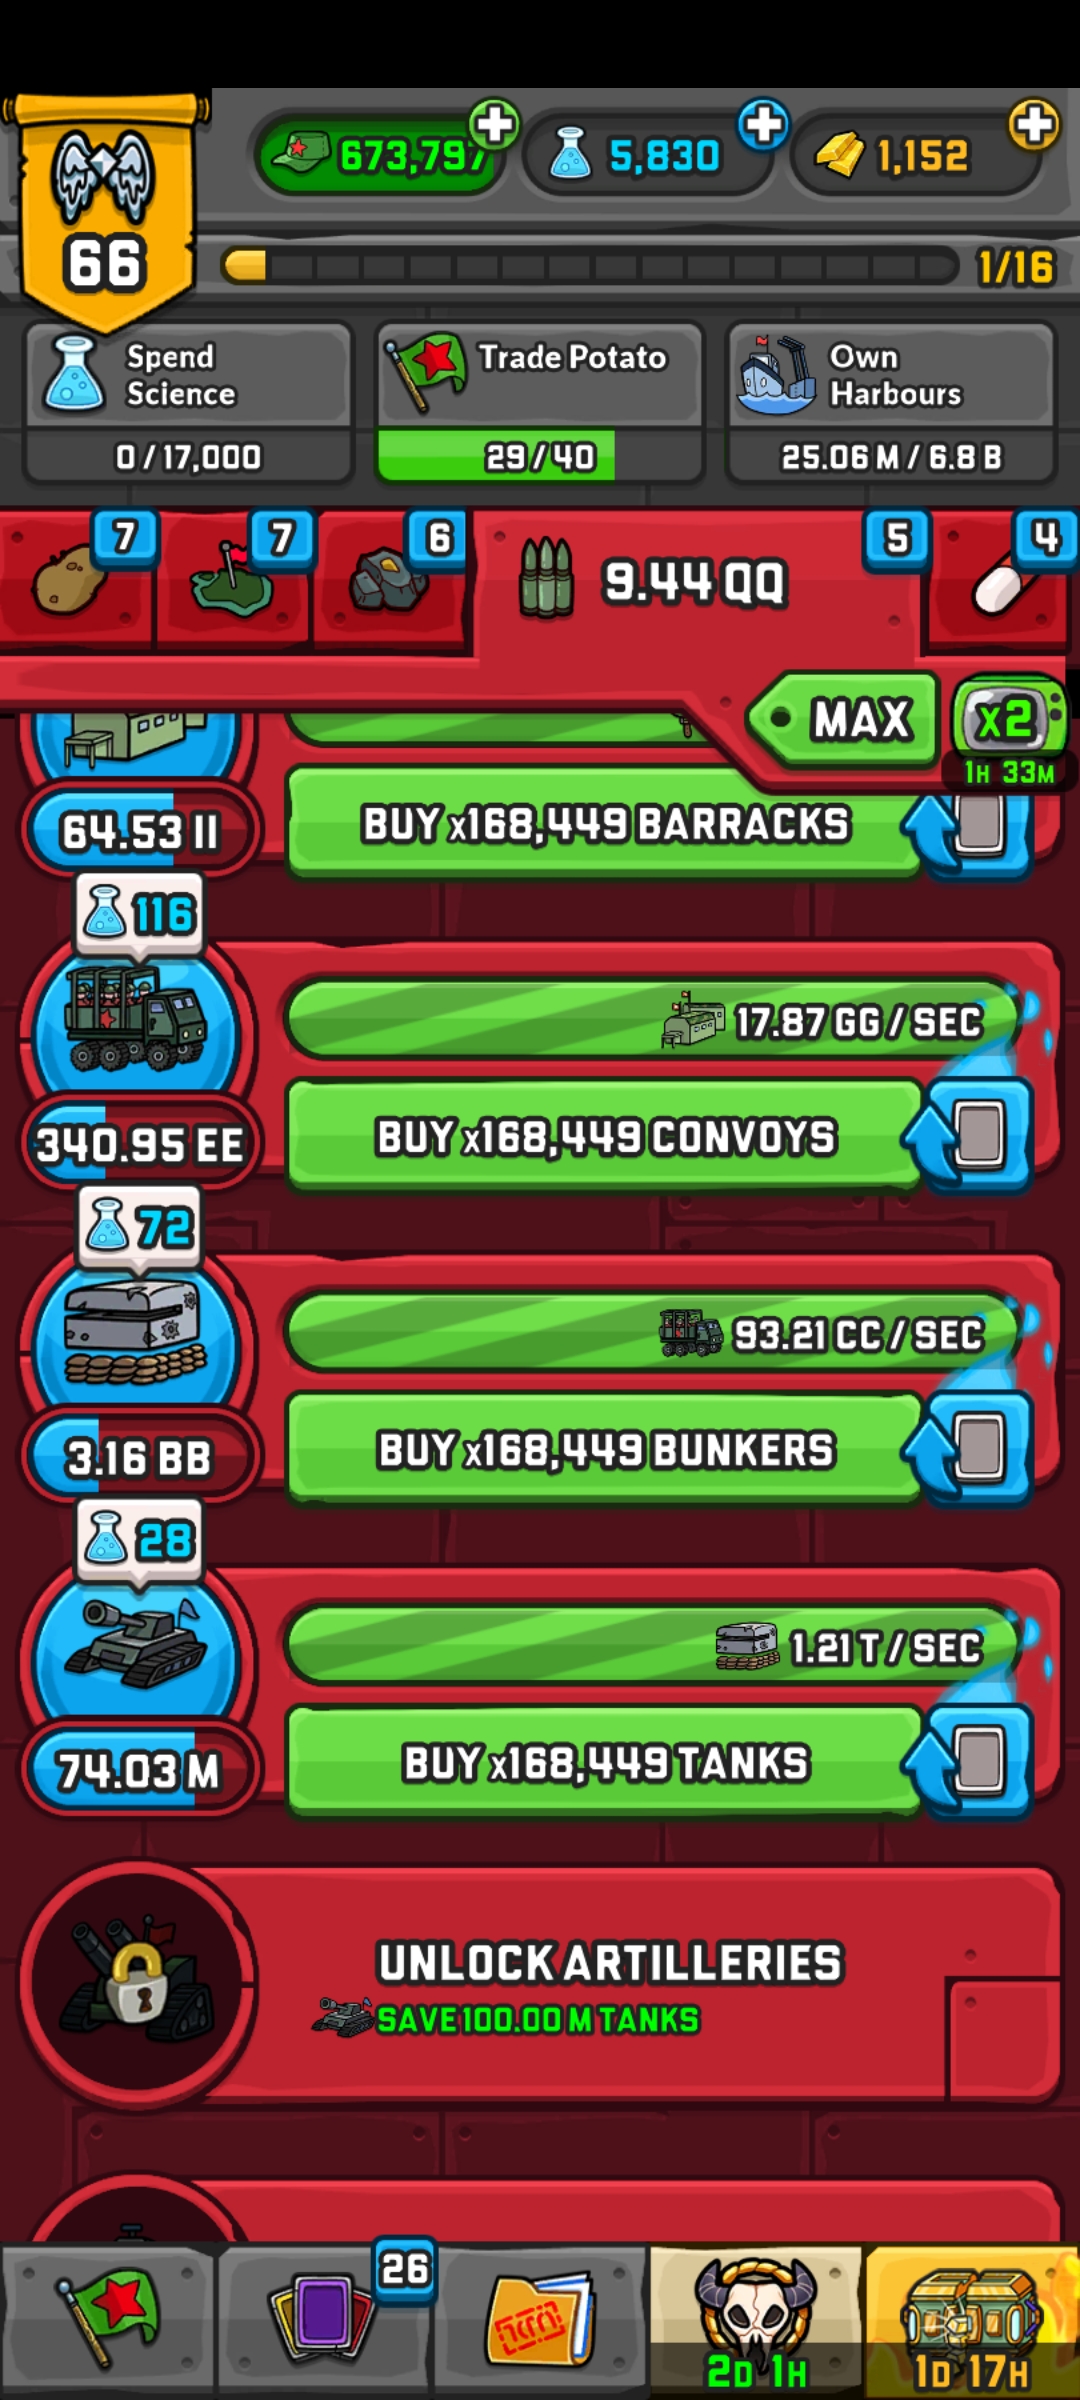 673,797
5,830
1,152
66
1/16
Spend
Science
0/17,000
Trade Potato
29/40
Own
Harbours
25.06 M / 6.8 B
7
7
6
9.44 QQ
5
4
MAX
x2
1H 33M
64.53 II
BUY x168,449 BARRACKS
116
17.87 GG / SEC
340.95 EE
BUY x168,449 CONVOYS
72
93.21 CC / SEC
3.16 BB
BUY x168,449 BUNKERS
28
1.21 T / SEC
74.03 M
BUY x168,449 TANKS
UNLOCK ARTILLERIES
SAVE 100.00 M TANKS
26
2D 1H
1D 17H